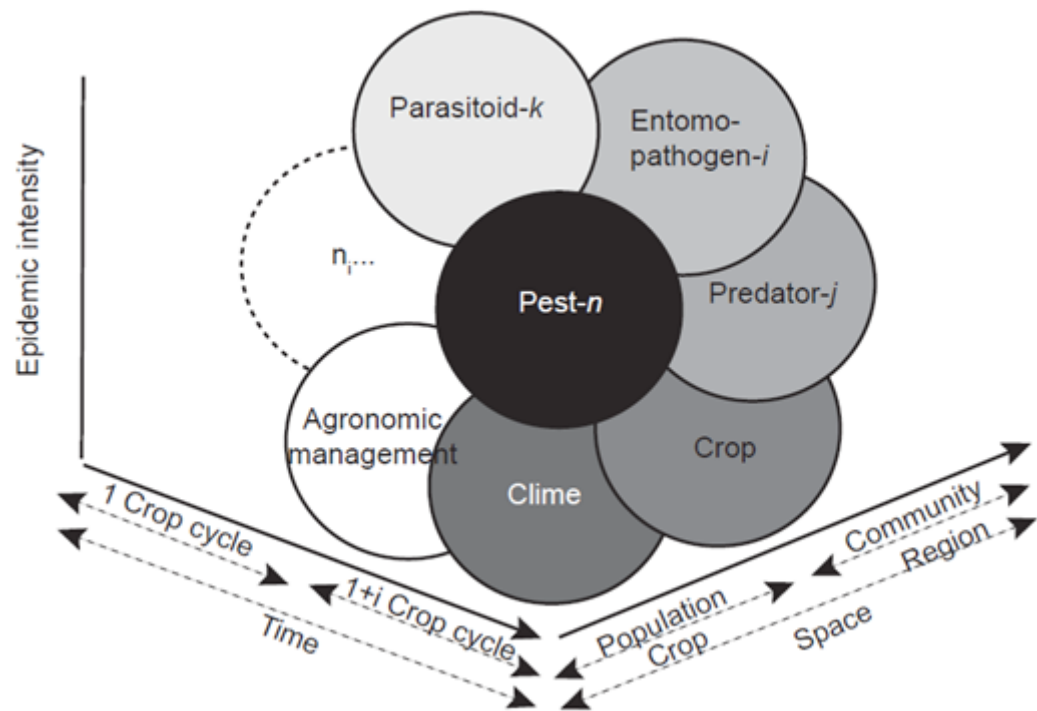 Epidemic intensity
Parasitoid-k
Entomo-
pathogen-i
n_i...
Pest-n
Predator-j
Agronomic
management
Clime
Crop
1 Crop cycle
1+i Crop cycle
Time
Population
Community
Crop
Region
Space